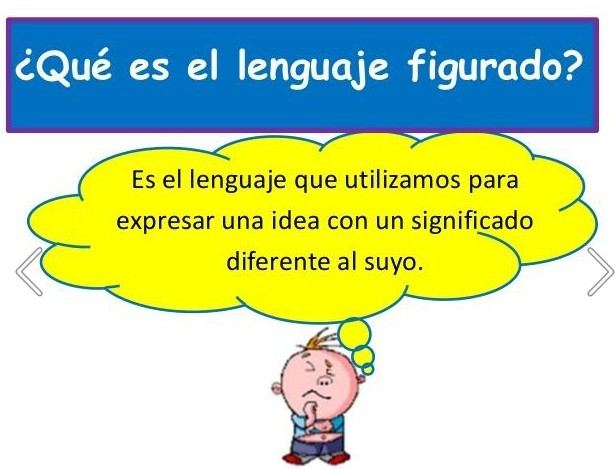 ¿Qué es el lenguaje figurado?
Es el lenguaje que utilizamos para
expresar una idea con un significado
diferente al suyo.